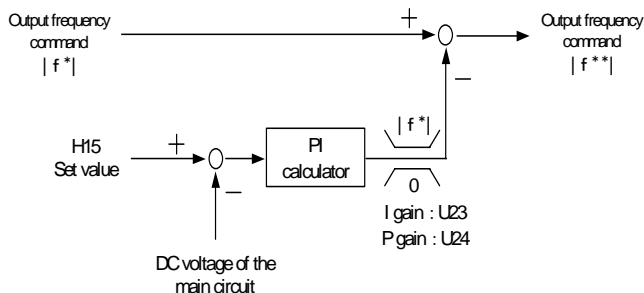 Output frequency
command
| f *|
+
Output frequency
command
| f **|
−
H15
Set value
+
−
PI
calculator
| f *|
0
I gain : U23
P gain : U24
DC voltage of the
main circuit